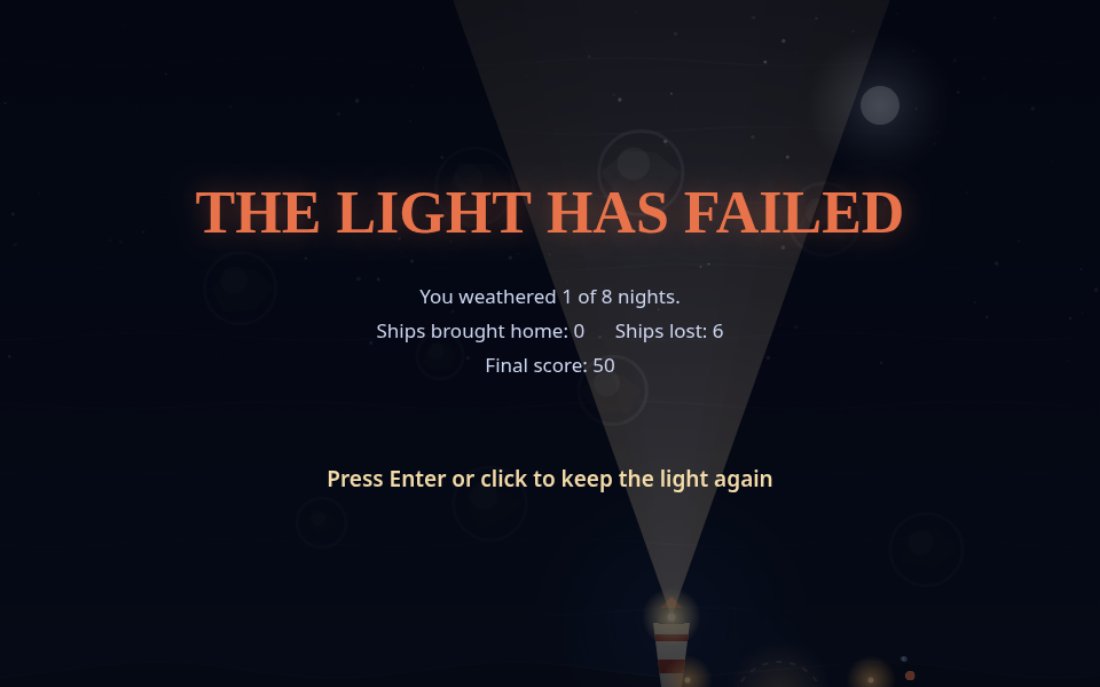 THE LIGHT HAS FAILED
You weathered 1 of 8 nights.
Ships brought home: 0 Ships lost: 6
Final score: 50
Press Enter or click to keep the light again